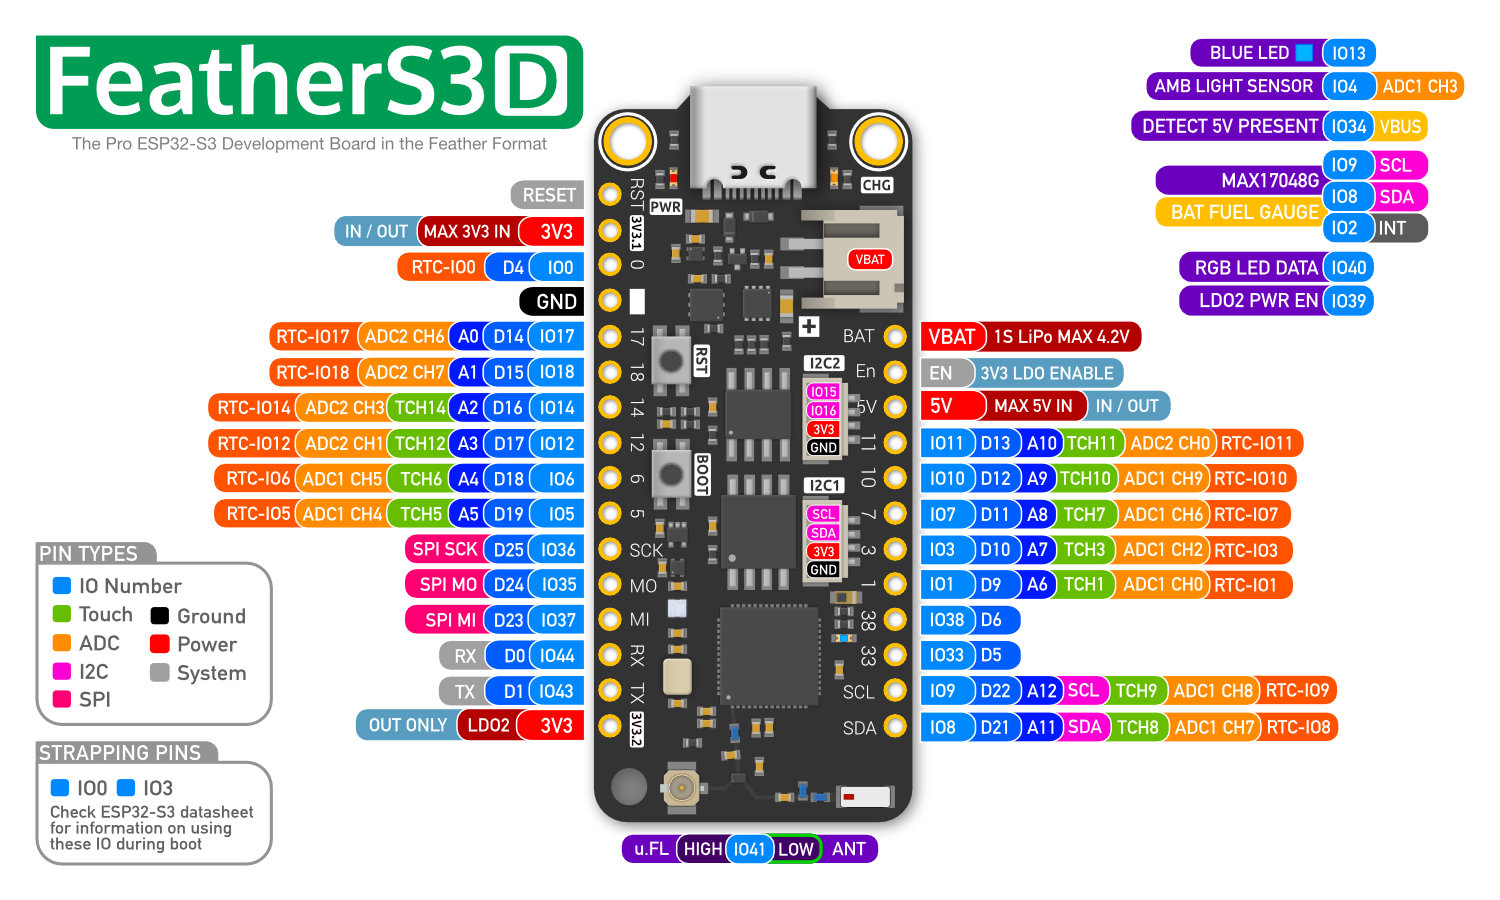 FeatherS3D
The Pro ESP32-S3 Development Board in the Feather Format
BLUE LED IO13
AMB LIGHT SENSOR IO4 ADC1 CH3
DETECT 5V PRESENT IO34 VBUS
MAX17048G
BAT FUEL GAUGE
IO9 SCL
IO8 SDA
IO2 INT
RGB LED DATA IO40
LDO2 PWR EN IO39
RESET
IN / OUT MAX 3V3 IN 3V3
RTC-IO0 D4 IO0
GND
RTC-IO17 ADC2 CH6 A0 D14 IO17
RTC-IO18 ADC2 CH7 A1 D15 IO18
RTC-IO14 ADC2 CH3 TCH14 A2 D16 IO14
RTC-IO12 ADC2 CH1 TCH12 A3 D17 IO12
RTC-IO6 ADC1 CH5 TCH6 A4 D18 IO6
RTC-IO5 ADC1 CH4 TCH5 A5 D19 IO5
SPI SCK D25 IO36
SPI MO D24 IO35
SPI MI D23 IO37
RX D0 IO44
TX D1 IO43
OUT ONLY LDO2 3V3
RST
3V3.1
0
17
18
14
12
6
5
SCK
MO
MI
RX
TX
3V3.2
PWR
CHG
VBAT
+
RST
BOOT
I2C2
IO15
IO16
3V3
GND
I2C1
SCL
SDA
3V3
GND
BAT
En
5V
11
10
7
3
1
38
33
SCL
SDA
VBAT 1S LiPo MAX 4.2V
EN 3V3 LDO ENABLE
5V MAX 5V IN IN / OUT
IO11 D13 A10 TCH11 ADC2 CH0 RTC-IO11
IO10 D12 A9 TCH10 ADC1 CH9 RTC-IO10
IO7 D11 A8 TCH7 ADC1 CH6 RTC-IO7
IO3 D10 A7 TCH3 ADC1 CH2 RTC-IO3
IO1 D9 A6 TCH1 ADC1 CH0 RTC-IO1
IO38 D6
IO33 D5
IO9 D22 A12 SCL TCH9 ADC1 CH8 RTC-IO9
IO8 D21 A11 SDA TCH8 ADC1 CH7 RTC-IO8
PIN TYPES
IO Number
Touch
Ground
ADC
Power
I2C
System
SPI
STRAPPING PINS
IO0 IO3
Check ESP32-S3 datasheet
for information on using
these IO during boot
u.FL HIGH IO41 LOW ANT